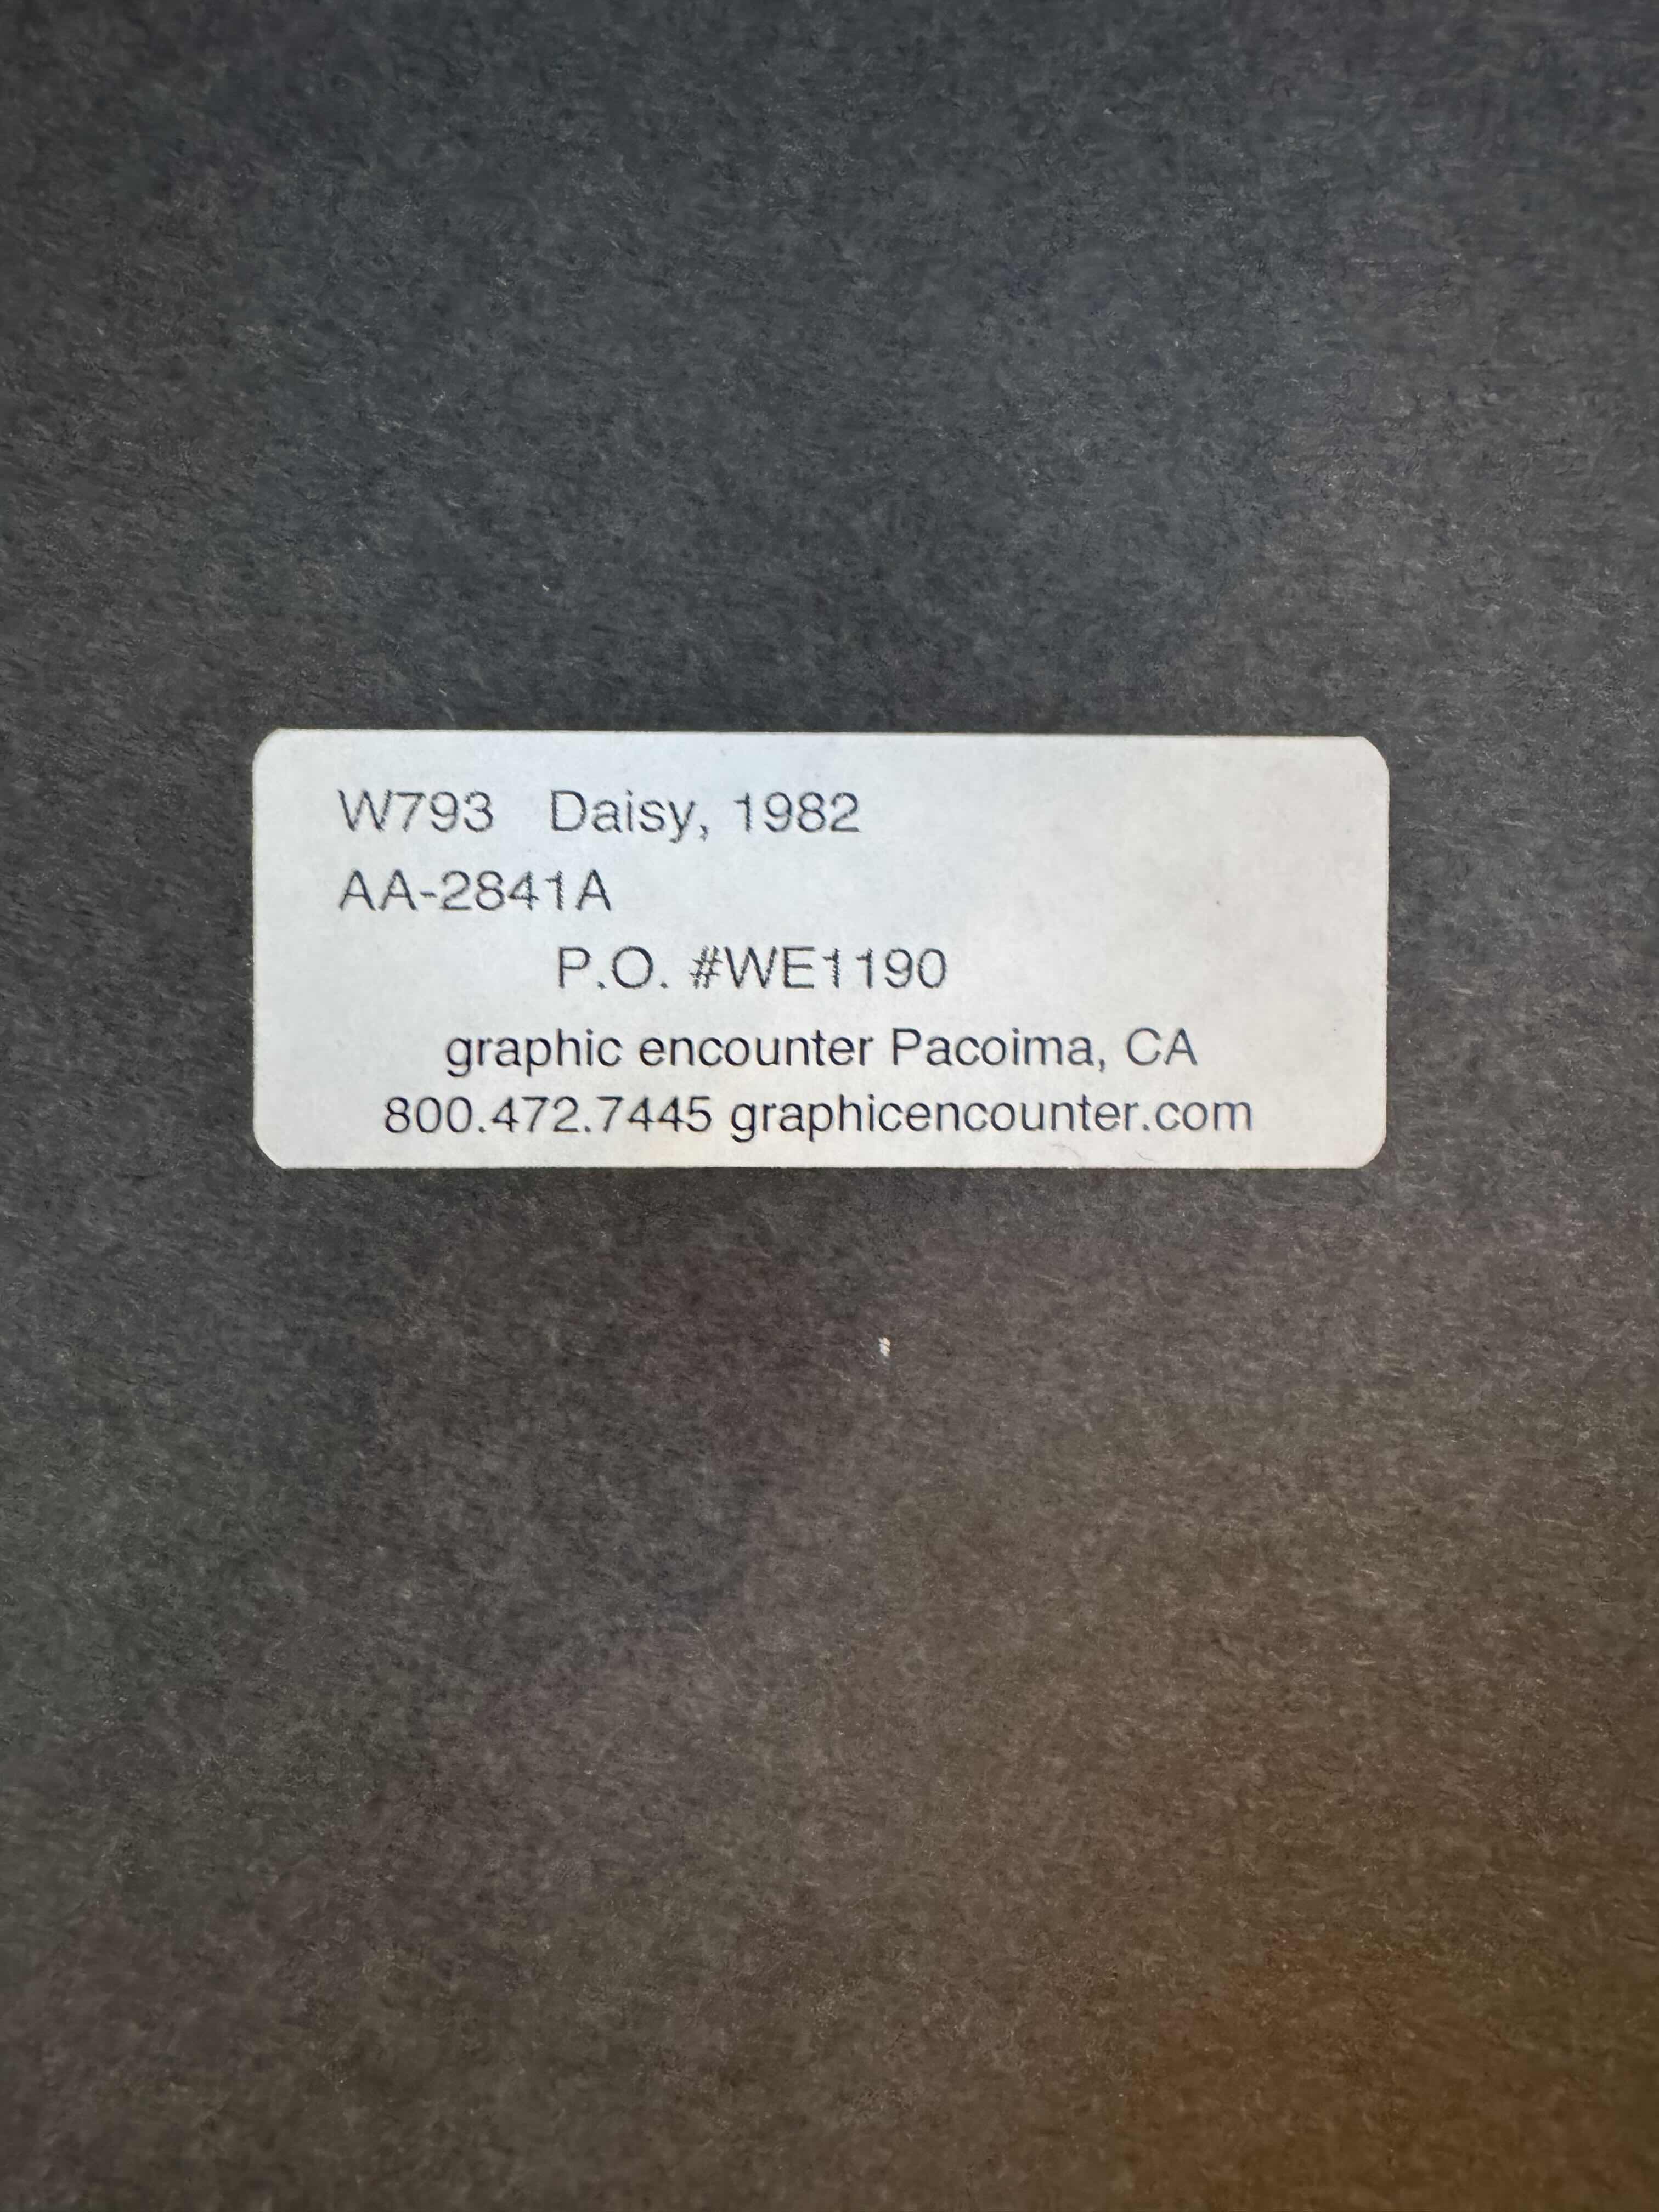 W793 Daisy, 1982
AA-2841A
P.O. #WE1190
graphic encounter Pacoima, CA
800.472.7445 graphicencounter.com